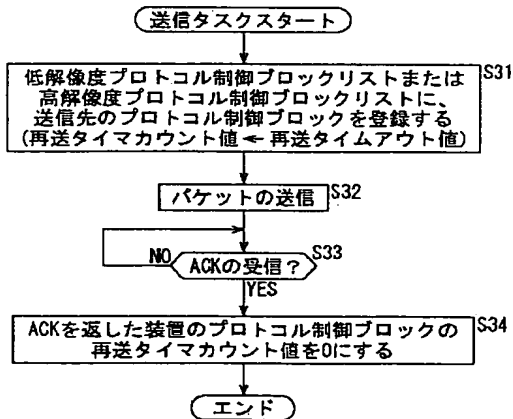 送信タスクスタート
低解像度プロトコル制御ブロックリストまたは
高解像度プロトコル制御ブロックリストに、
送信先のプロトコル制御ブロックを登録する
(再送タイマカウント値←再送タイムアウト値)
S31
パケットの送信
S32
ACKの受信?
S33
NO
YES
ACKを返した装置のプロトコル制御ブロックの
再送タイマカウント値を0にする
S34
エンド